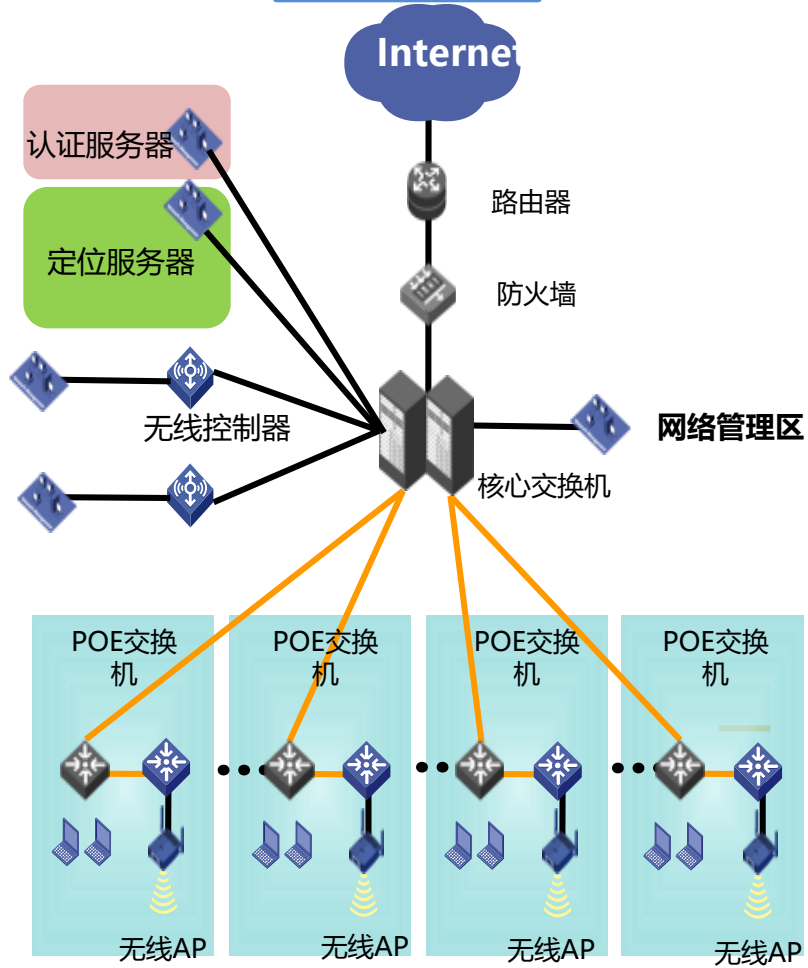 Internet
认证服务器
路由器
定位服务器
防火墙
无线控制器
网络管理区
核心交换机
POE交换
机
POE交换
机
POE交换
机
POE交换
机
无线AP
无线AP
无线AP
无线AP